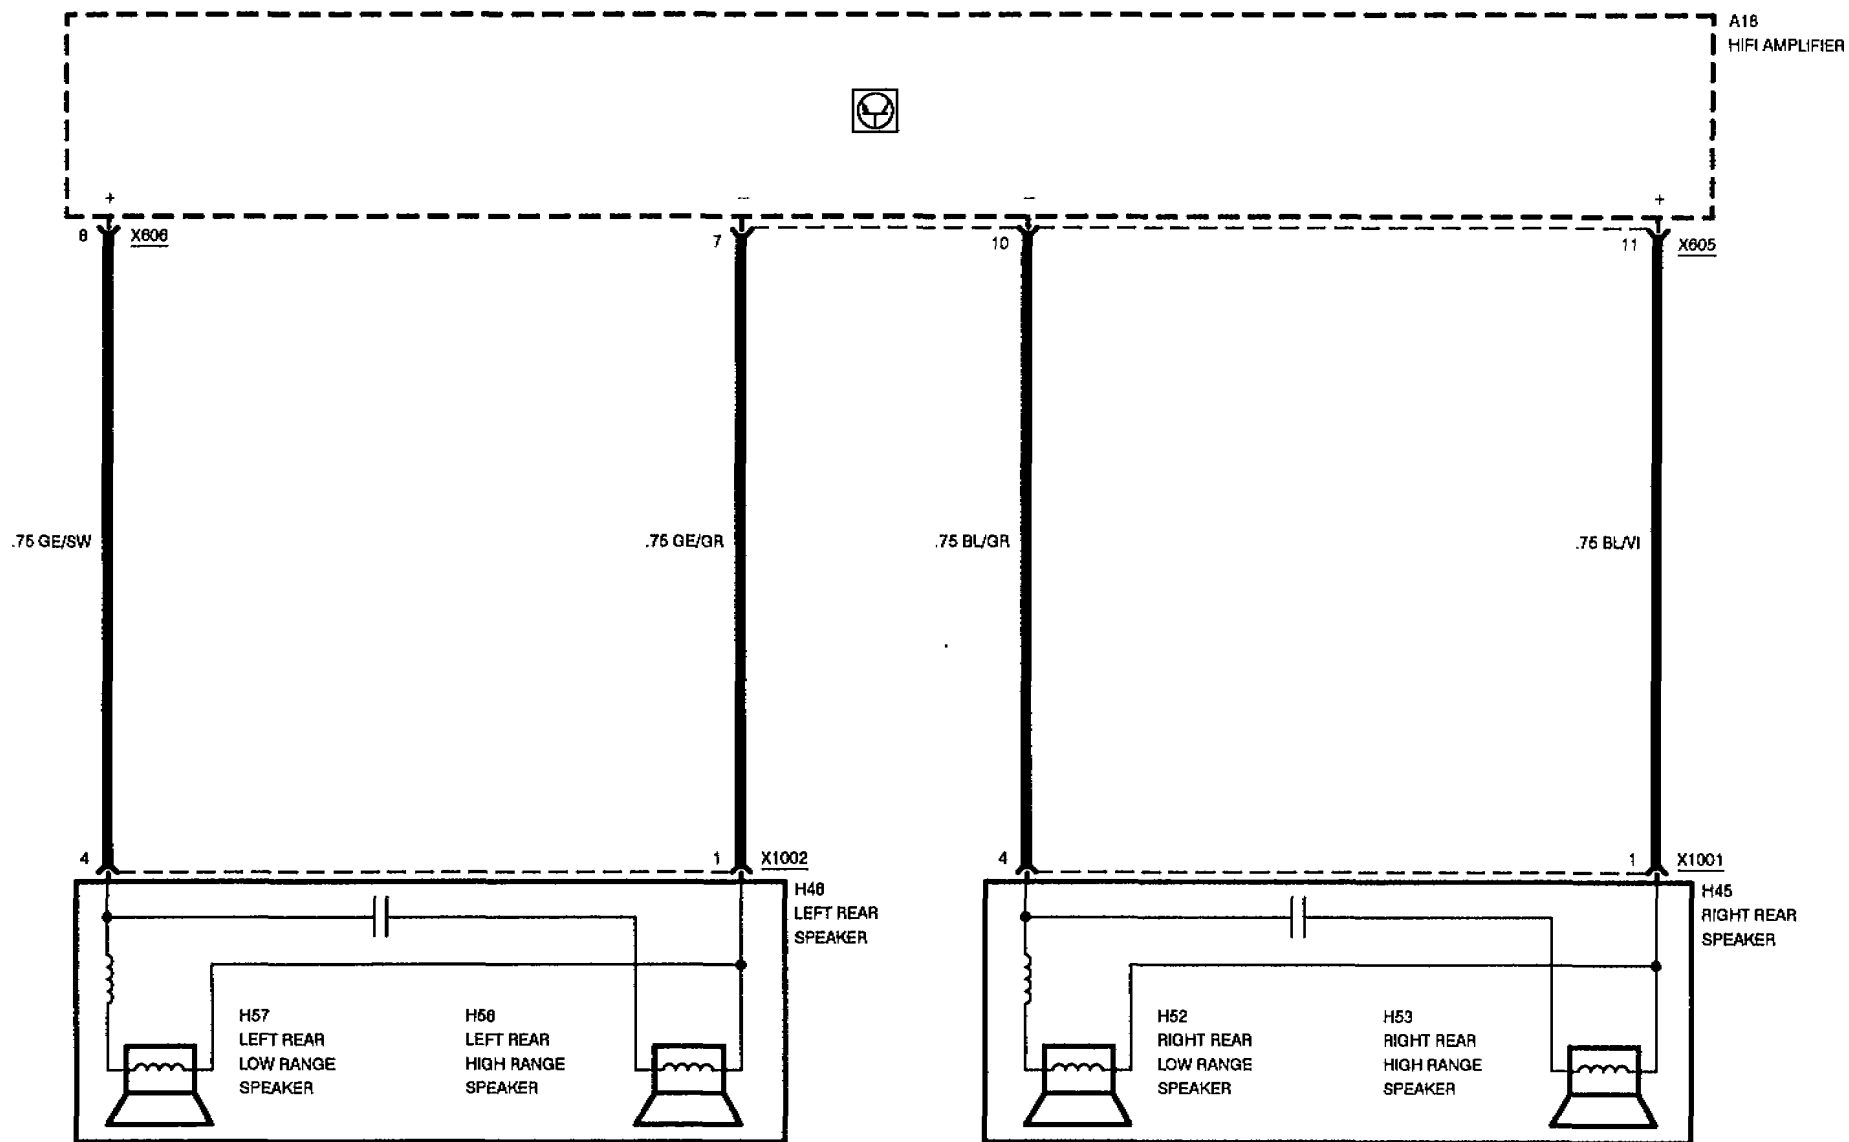 A18
HIFI AMPLIFIER
+
−
−
+
8
X606
7
10
11
X605
.75 GE/SW
.75 GE/GR
.75 BL/GR
.75 BL/VI
4
1
X1002
4
1
X1001
H46
LEFT REAR
SPEAKER
H45
RIGHT REAR
SPEAKER
H57
LEFT REAR
LOW RANGE
SPEAKER
H58
LEFT REAR
HIGH RANGE
SPEAKER
H52
RIGHT REAR
LOW RANGE
SPEAKER
H53
RIGHT REAR
HIGH RANGE
SPEAKER